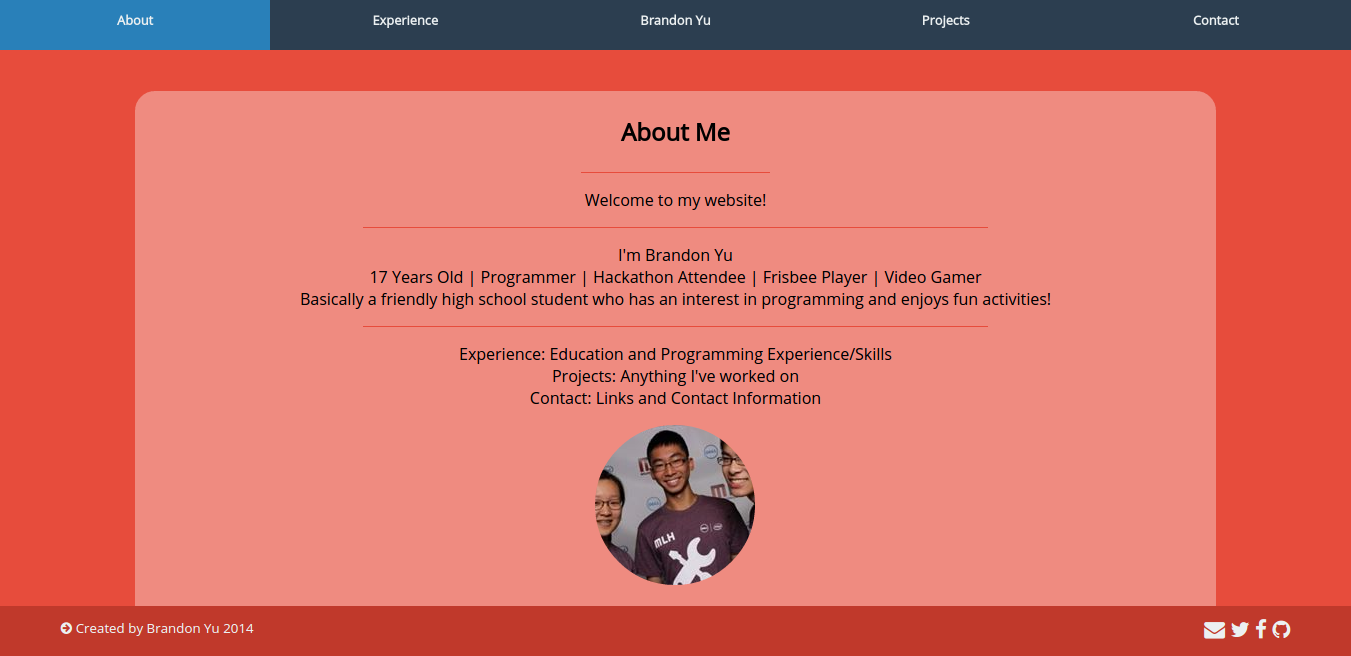 About
Experience
Brandon Yu
Projects
Contact
About Me
Welcome to my website!
I'm Brandon Yu
17 Years Old | Programmer | Hackathon Attendee | Frisbee Player | Video Gamer
Basically a friendly high school student who has an interest in programming and enjoys fun activities!
Experience: Education and Programming Experience/Skills
Projects: Anything I've worked on
Contact: Links and Contact Information
MLH
Created by Brandon Yu 2014